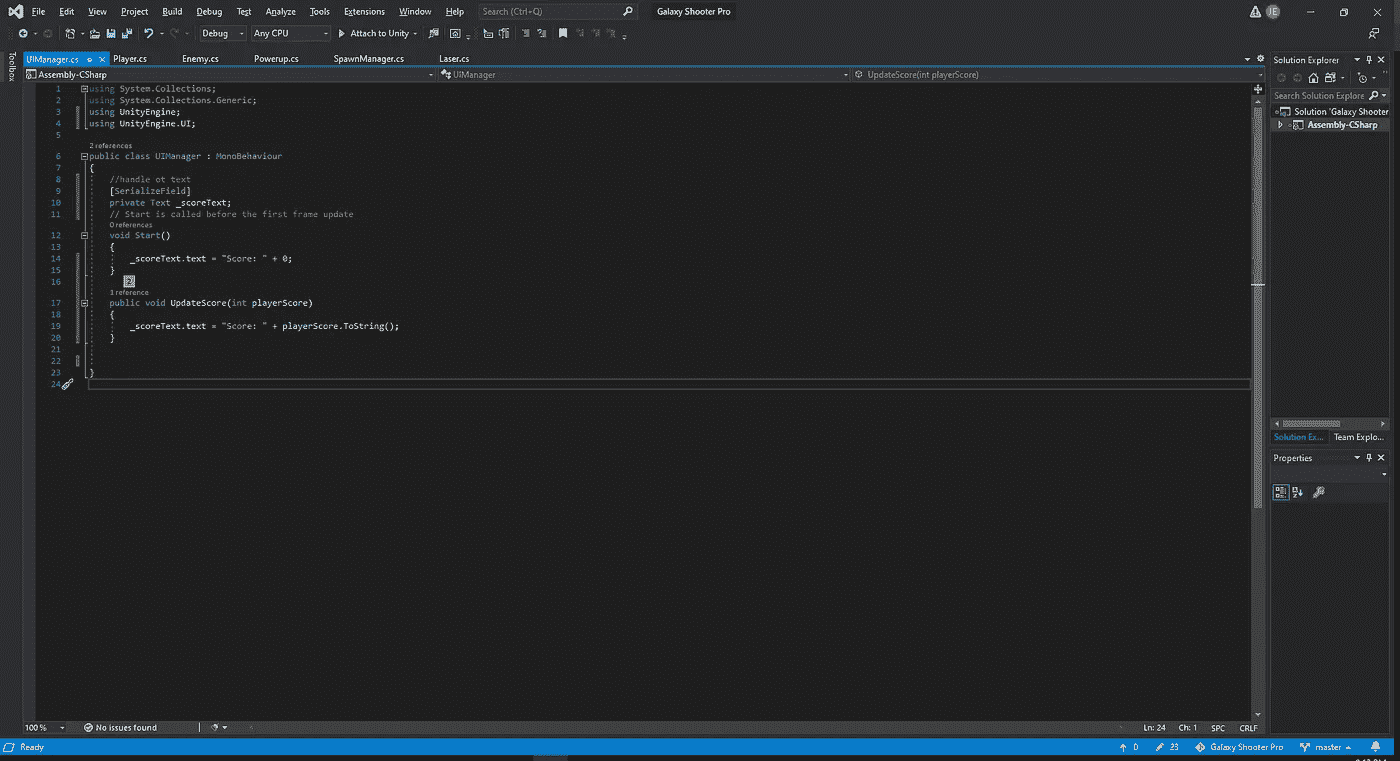 File Edit View Project Build Debug Test Analyze Tools Extensions Window Help Search (Ctrl+Q) Galaxy Shooter Pro IE
Debug Any CPU Attach to Unity
Toolbox
UIManager.cs Player.cs Enemy.cs Powerup.cs SpawnManager.cs Laser.cs
Assembly-CSharp UIManager UpdateScore(int playerScore)
1 using System.Collections;
2 using System.Collections.Generic;
3 using UnityEngine;
4 using UnityEngine.UI;
5
2 references
6 public class UIManager : MonoBehaviour
7 {
8 //handle ot text
9 [SerializeField]
10 private Text _scoreText;
11 // Start is called before the first frame update
0 references
12 void Start()
13 {
14 _scoreText.text = "Score: " + 0;
15 }
16
1 reference
17 public void UpdateScore(int playerScore)
18 {
19 _scoreText.text = "Score: " + playerScore.ToString();
20 }
21
22
23 }
24
100 % No issues found Ln: 24 Ch: 1 SPC CRLF
Solution Explorer
Search Solution Explore
Solution 'Galaxy Shooter
Assembly-CSharp
Solution Ex... Team Explo...
Properties
Ready 0 23 Galaxy Shooter Pro master